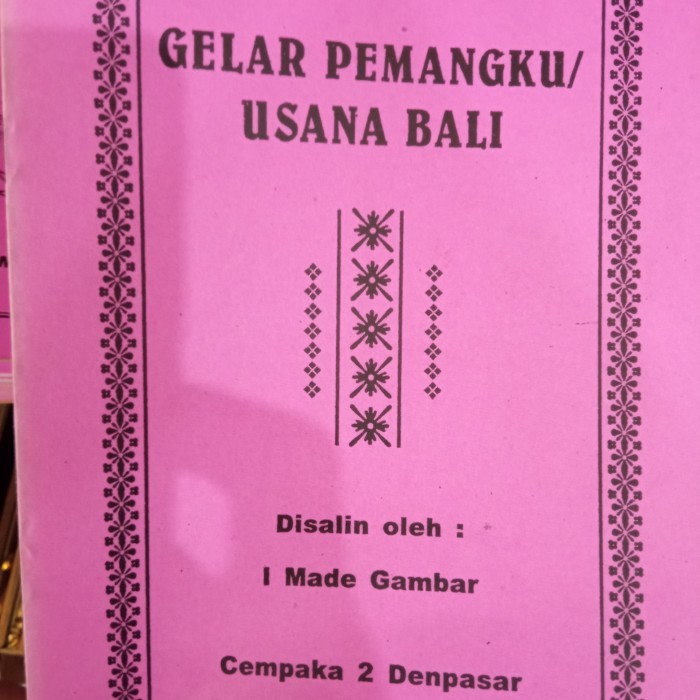 GELAR PEMANGKU/
USANA BALI
Disalin oleh :
I Made Gambar
Cempaka 2 Denpasar